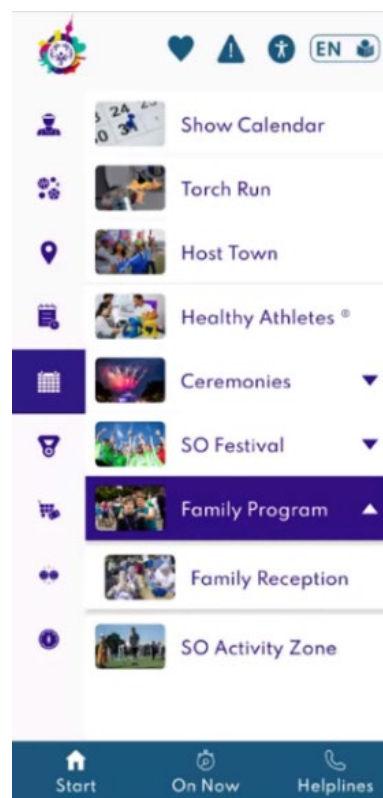 EN
Show Calendar
Torch Run
Host Town
Healthy Athletes ®
Ceremonies
SO Festival
Family Program
Family Reception
SO Activity Zone
Start
On Now
Helplines